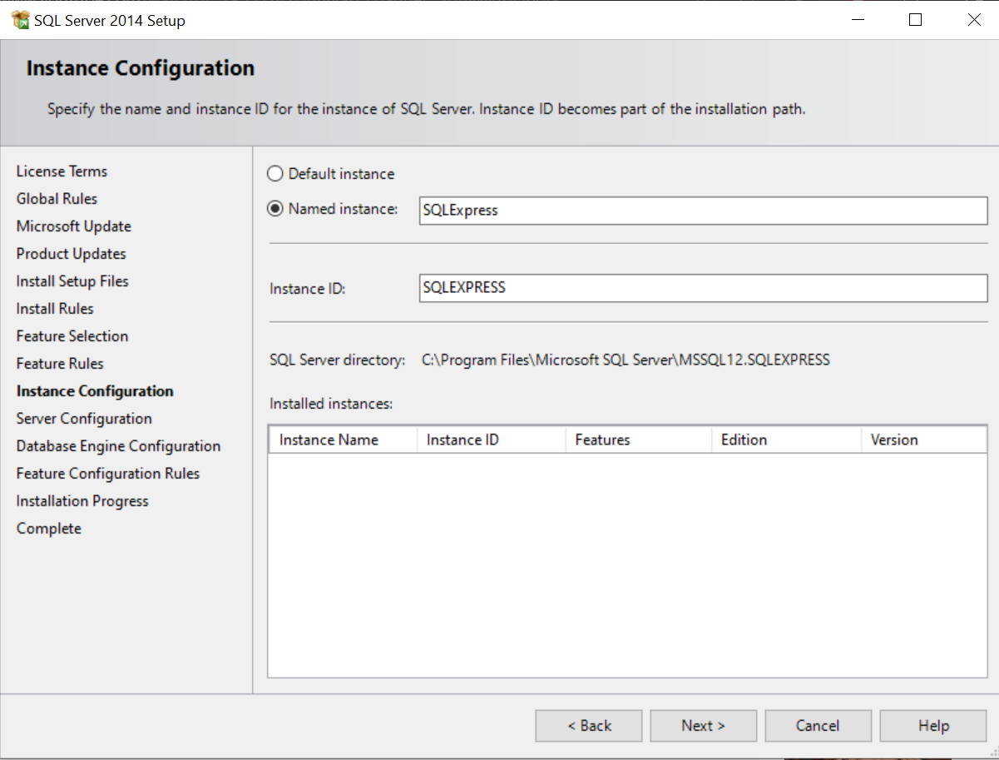 SQL Server 2014 Setup
Instance Configuration
Specify the name and instance ID for the instance of SQL Server. Instance ID becomes part of the installation path.
License Terms
Global Rules
Microsoft Update
Product Updates
Install Setup Files
Install Rules
Feature Selection
Feature Rules
Instance Configuration
Server Configuration
Database Engine Configuration
Feature Configuration Rules
Installation Progress
Complete
Default instance
Named instance: SQLExpress
Instance ID: SQLEXPRESS
SQL Server directory: C:\Program Files\Microsoft SQL Server\MSSQL12.SQLEXPRESS
Installed instances:
Instance Name Instance ID Features Edition Version
< Back Next > Cancel Help